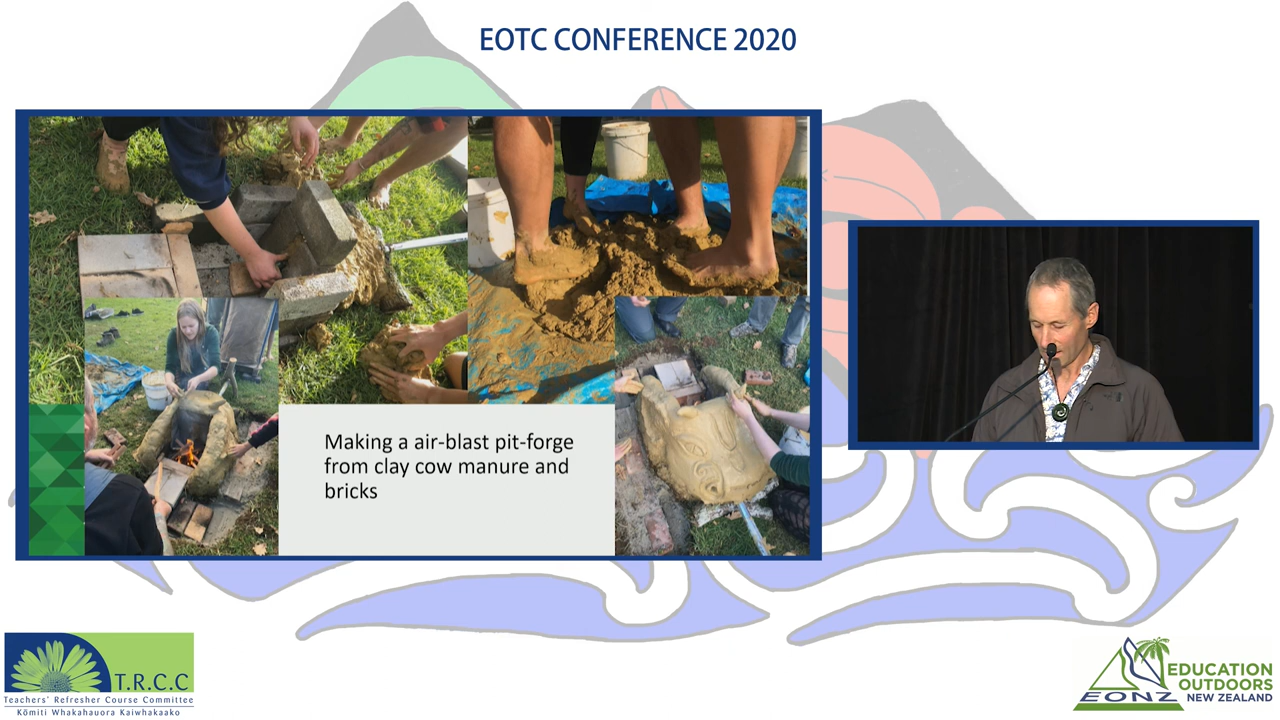 EOTC CONFERENCE 2020
Making a air-blast pit-forge
from clay cow manure and
bricks
T.R.C.C
Teachers' Refresher Course Committee
Kōmiti Whakahauora Kaiwhakaako
EONZ
EDUCATION
OUTDOORS
NEW ZEALAND